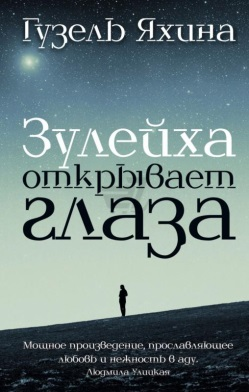 Гузель Яхина
Зулейха
открывает
глаза
Мощное произведение, прославляющее
любовь и нежность в аду.
Людмила Улицкая